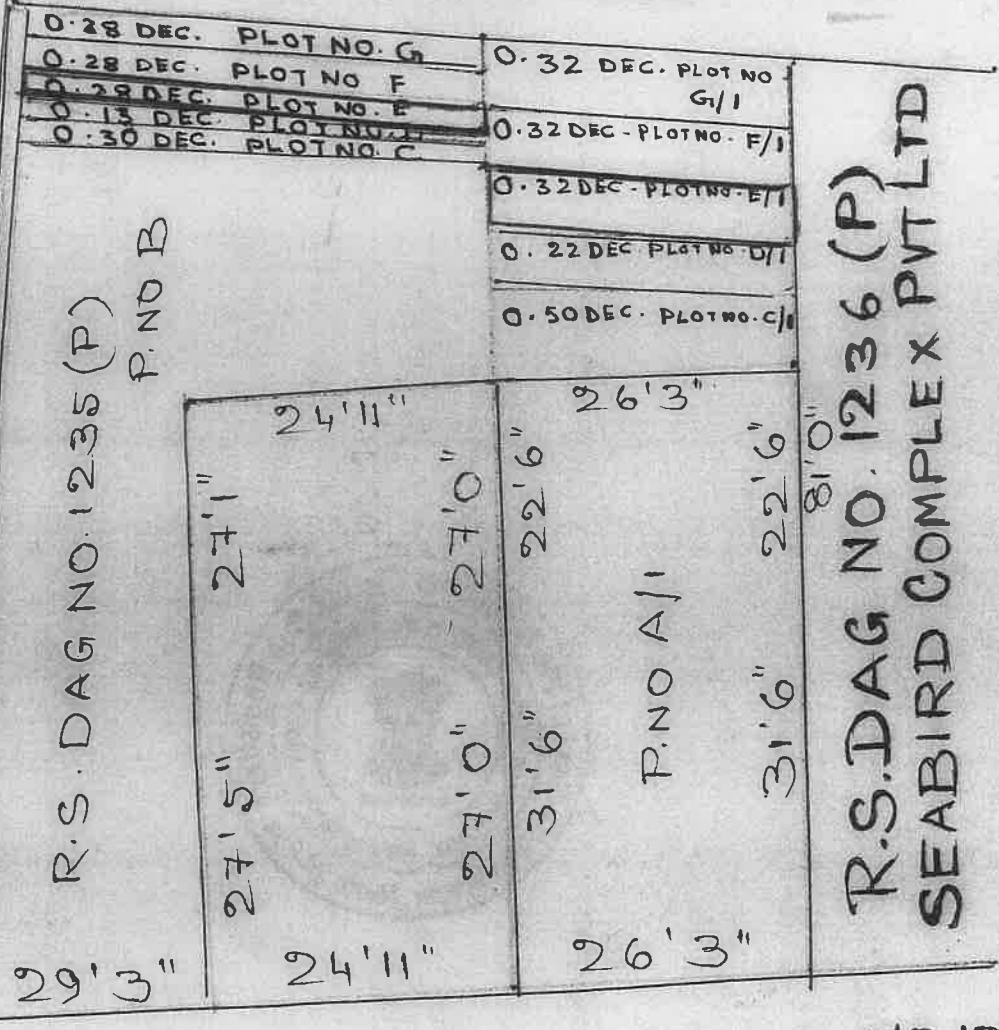 0.28 DEC. PLOT NO. G
0.28 DEC. PLOT NO F
0.28 DEC. PLOT NO. E
0.13 DEC. PLOT NO.
0.30 DEC. PLOT NO. C
0.32 DEC. PLOT NO
G/1
0.32 DEC - PLOT NO. F/1
0.32 DEC - PLOT NO - E/1
0.22 DEC. PLOT NO - D/1
0.50 DEC. PLOT NO. C/1
R.S. DAG NO. 1235 (P)
P.NO B
24'11"
27'1"
27'0"
27'5"
27'0"
24'11"
29'3"
26'3"
22'6"
22'6"
P.NO A/1
31'6"
31'6"
26'3"
81'0"
R.S. DAG NO. 1236 (P)
SEABIRD COMPLEX PVT LTD